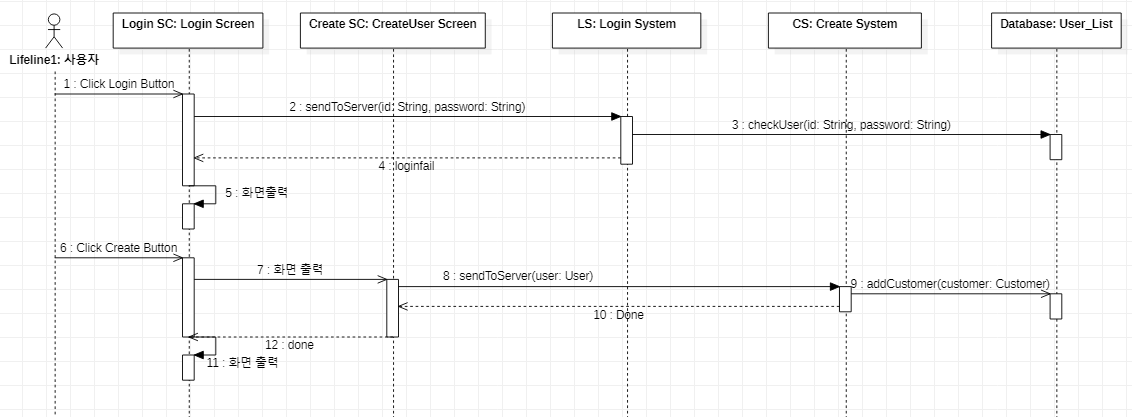 Login SC: Login Screen
Create SC: CreateUser Screen
LS: Login System
CS: Create System
Database: User_List
Lifeline1: 사용자
1 : Click Login Button
2 : sendToServer(id: String, password: String)
3 : checkUser(id: String, password: String)
4 : loginfail
5 : 화면출력
6 : Click Create Button
7 : 화면 출력
8 : sendToServer(user: User)
9 : addCustomer(customer: Customer)
10 : Done
12 : done
11 : 화면 출력